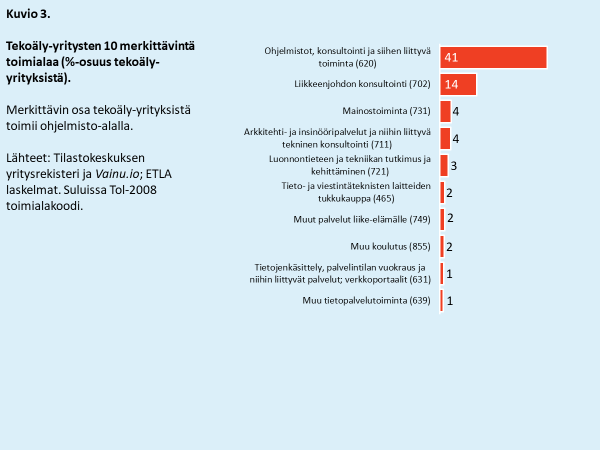 Kuvio 3.
Tekoäly-yritysten 10 merkittävintä
toimialaa (%-osuus tekoäly-
yrityksistä).
Merkittävin osa tekoäly-yrityksistä
toimii ohjelmisto-alalla.
Lähteet: Tilastokeskuksen
yritysrekisteri ja Vainu.io; ETLA
laskelmat. Suluissa Tol-2008
toimialakoodi.
Ohjelmistot, konsultointi ja siihen liittyvä
toiminta (620)
41
Liikkeenjohdon konsultointi (702)
14
Mainostoiminta (731)
4
Arkkitehti- ja insinööripalvelut ja niihin liittyvä
tekninen konsultointi (711)
4
Luonnontieteen ja tekniikan tutkimus ja
kehittäminen (721)
3
Tieto- ja viestintäteknisten laitteiden
tukkukauppa (465)
2
Muut palvelut liike-elämälle (749)
2
Muu koulutus (855)
2
Tietojenkäsittely, palvelintilan vuokraus ja
niihin liittyvät palvelut; verkkoportaalit (631)
1
Muu tietopalvelutoiminta (639)
1